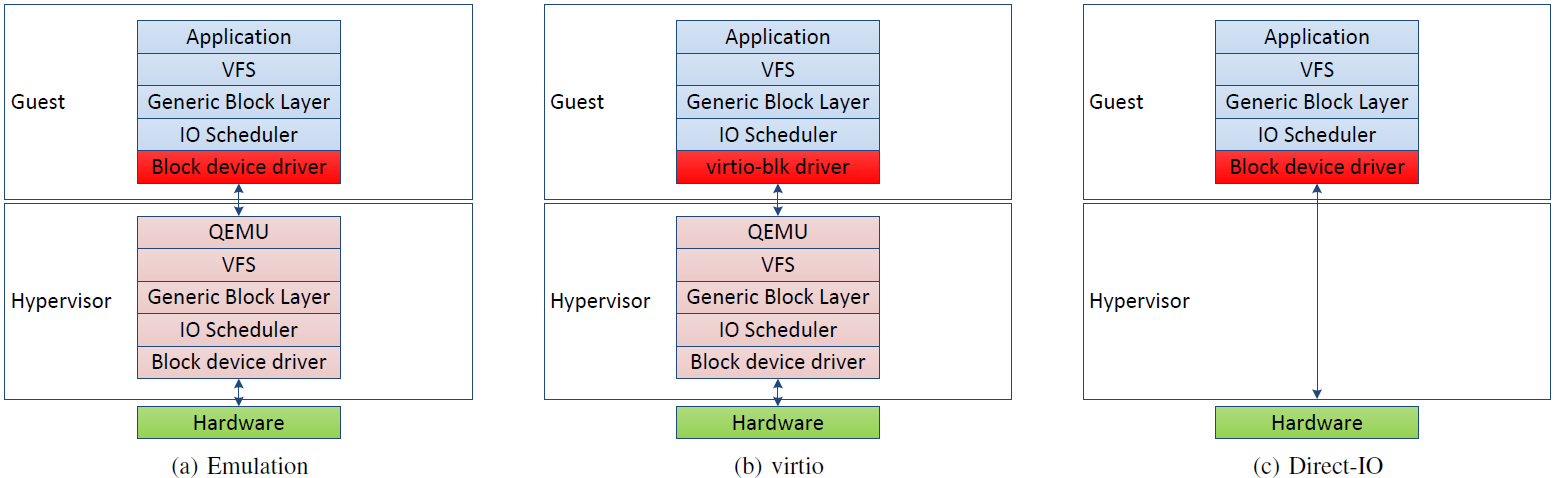 Guest
Application
VFS
Generic Block Layer
IO Scheduler
Block device driver
Hypervisor
QEMU
VFS
Generic Block Layer
IO Scheduler
Block device driver
Hardware
(a) Emulation
Guest
Application
VFS
Generic Block Layer
IO Scheduler
virtio-blk driver
Hypervisor
QEMU
VFS
Generic Block Layer
IO Scheduler
Block device driver
Hardware
(b) virtio
Guest
Application
VFS
Generic Block Layer
IO Scheduler
Block device driver
Hypervisor
Hardware
(c) Direct-IO